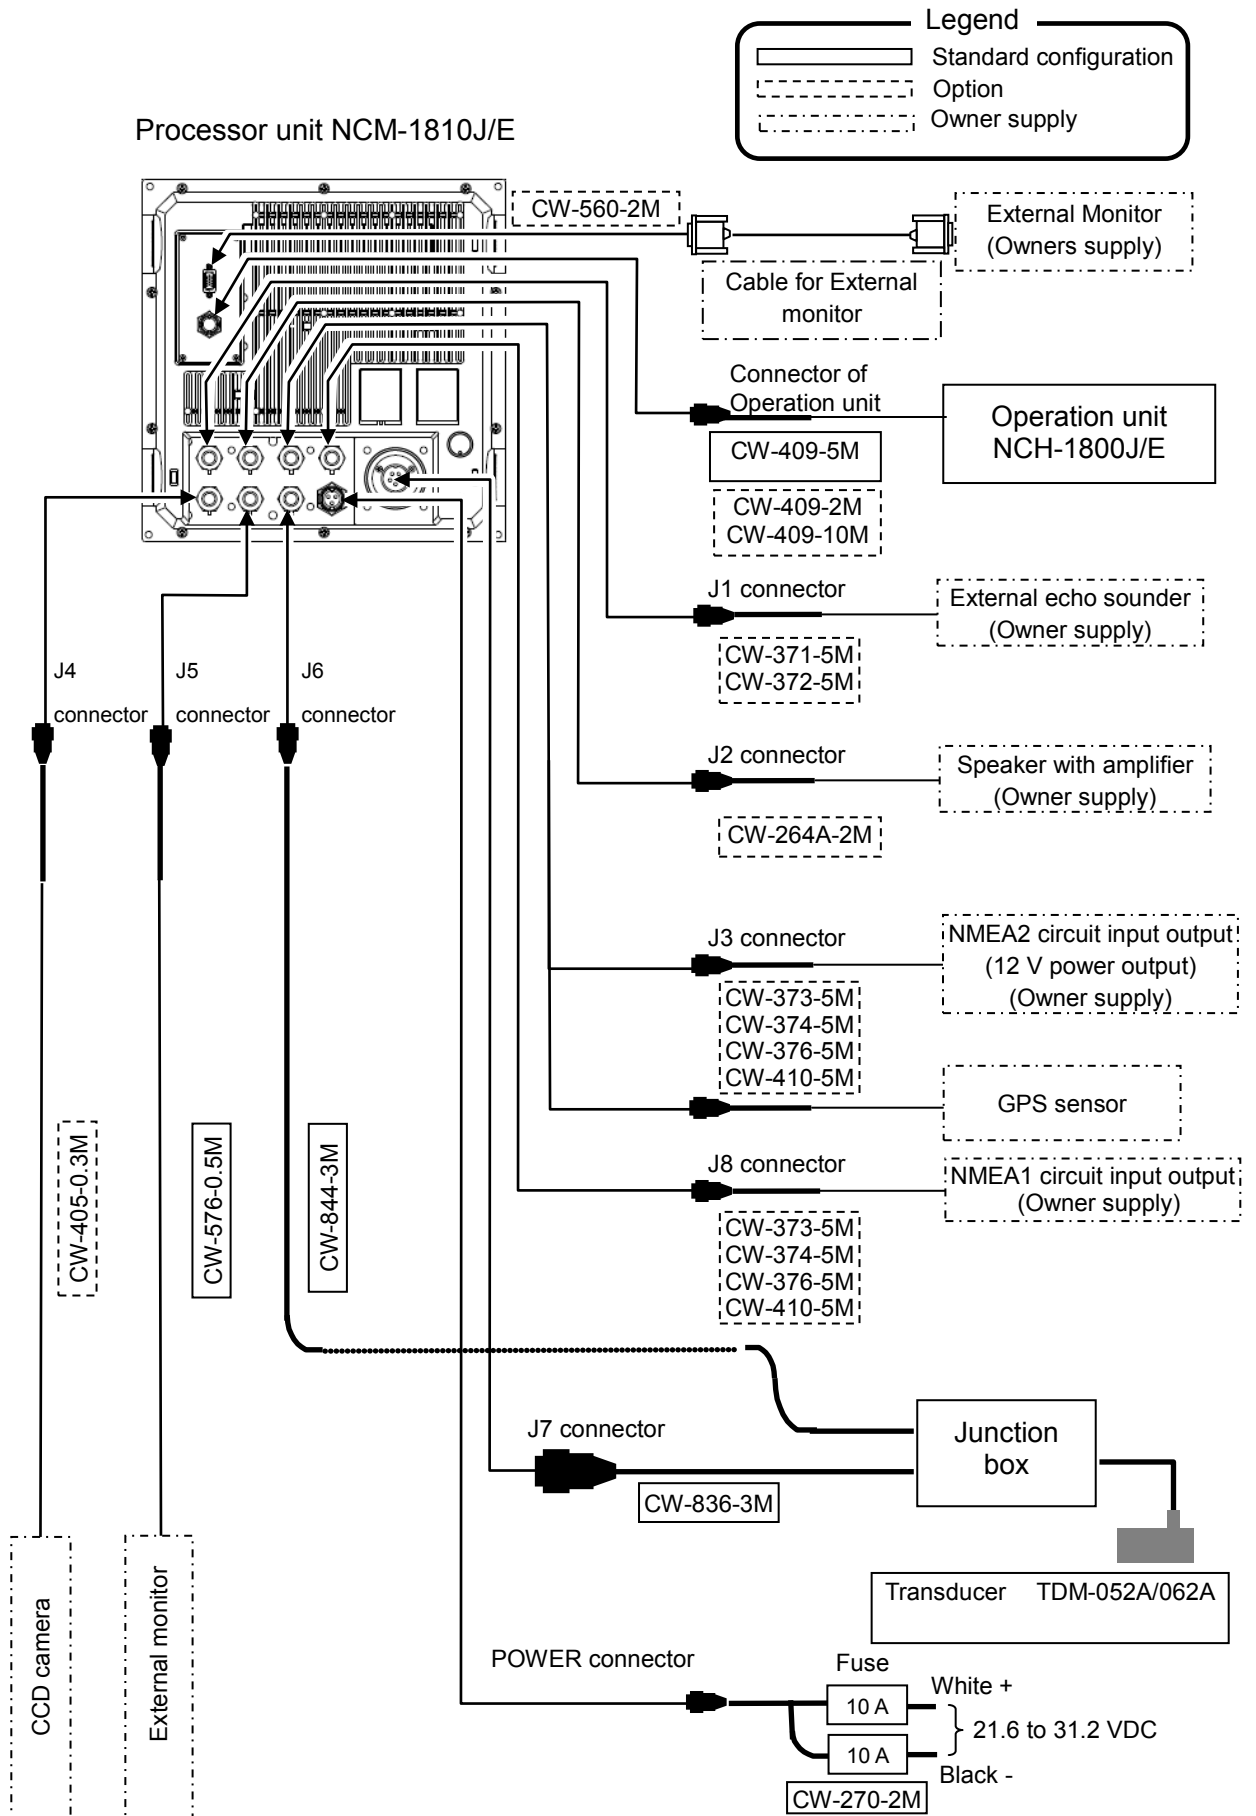 Legend
Standard configuration
Option
Owner supply
Processor unit NCM-1810J/E
CW-560-2M
External Monitor
(Owners supply)
Cable for External
monitor
Connector of
Operation unit
Operation unit
NCH-1800J/E
CW-409-5M
CW-409-2M
CW-409-10M
J1 connector
External echo sounder
(Owner supply)
CW-371-5M
CW-372-5M
J4
connector
J5
connector
J6
connector
J2 connector
Speaker with amplifier
(Owner supply)
CW-264A-2M
J3 connector
NMEA2 circuit input output
(12 V power output)
(Owner supply)
CW-373-5M
CW-374-5M
CW-376-5M
CW-410-5M
GPS sensor
J8 connector
NMEA1 circuit input output
(Owner supply)
CW-373-5M
CW-374-5M
CW-376-5M
CW-410-5M
CW-405-0.3M
CW-576-0.5M
CW-844-3M
J7 connector
Junction
box
CW-836-3M
Transducer TDM-052A/062A
CCD camera
External monitor
POWER connector
Fuse
10 A
White +
21.6 to 31.2 VDC
10 A
Black -
CW-270-2M